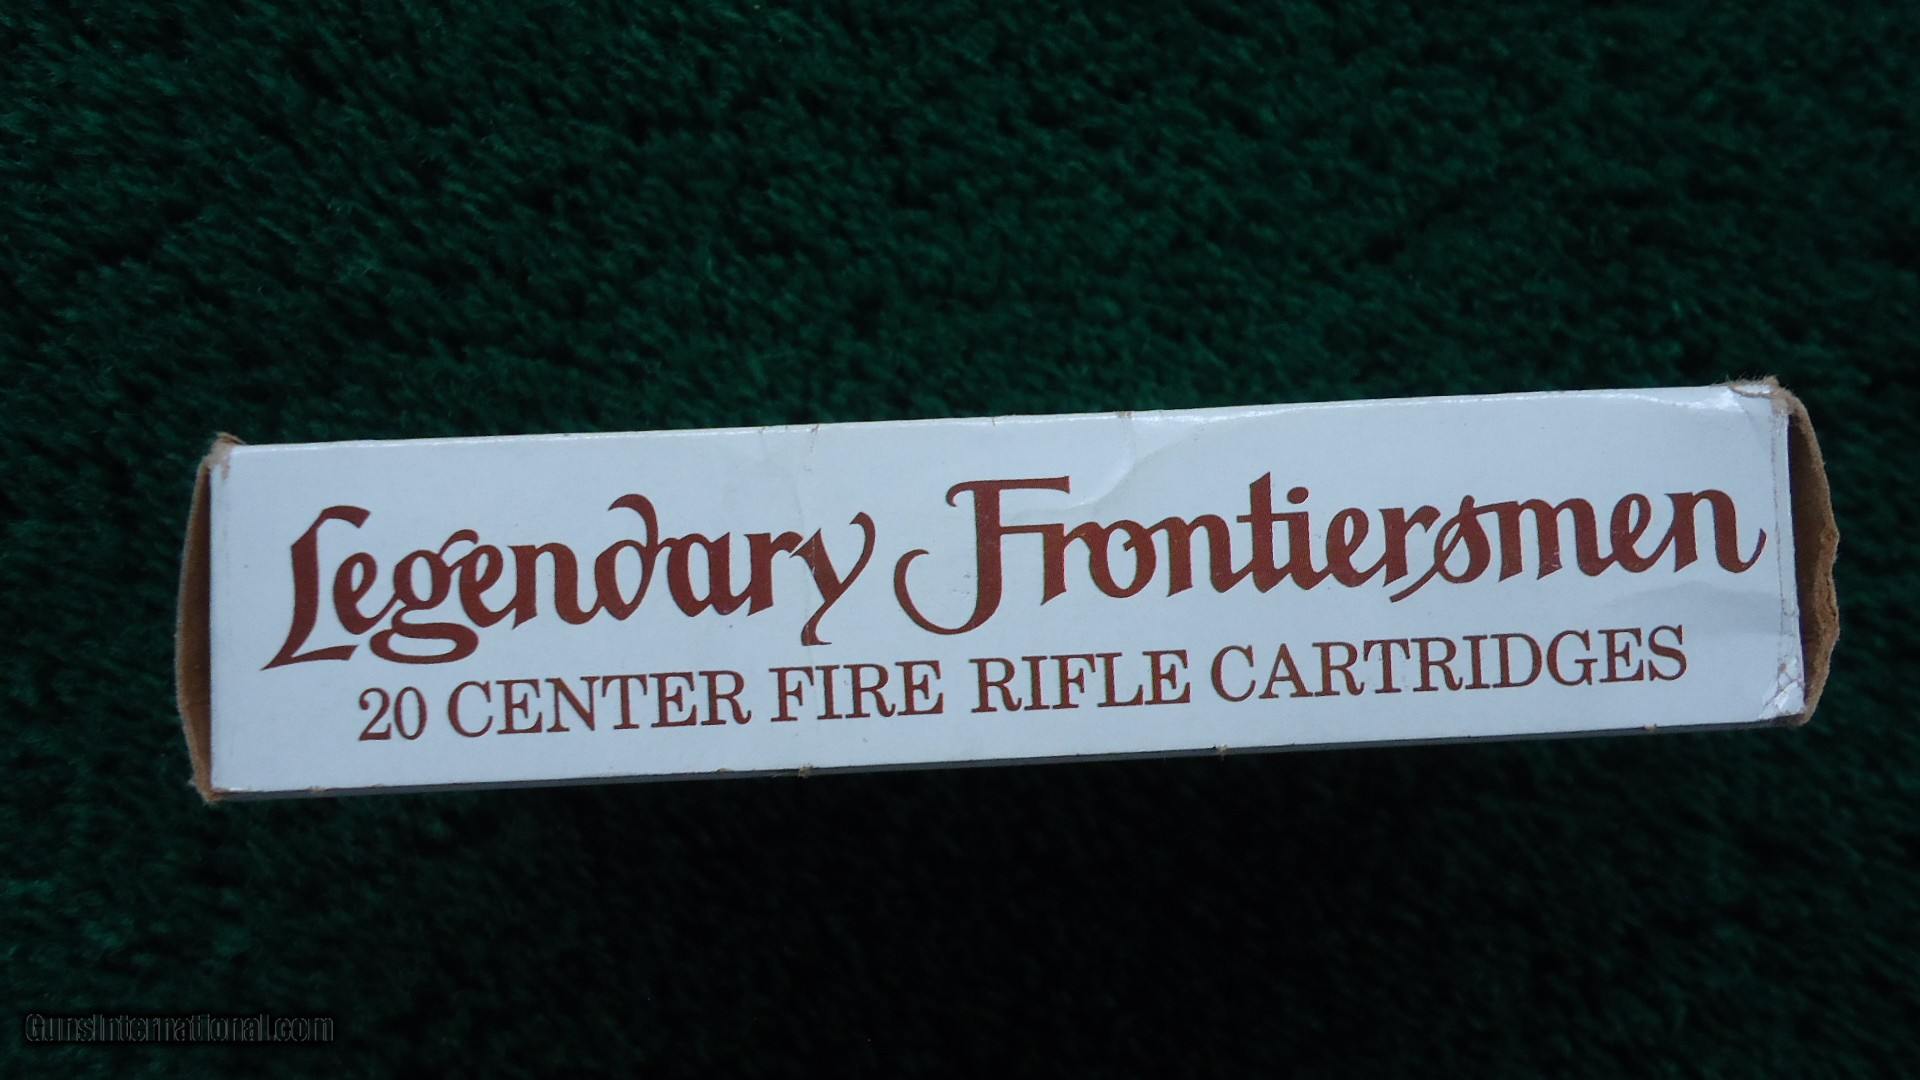 Legendary Frontiersmen
20 CENTER FIRE RIFLE CARTRIDGES
GunsInternational.com